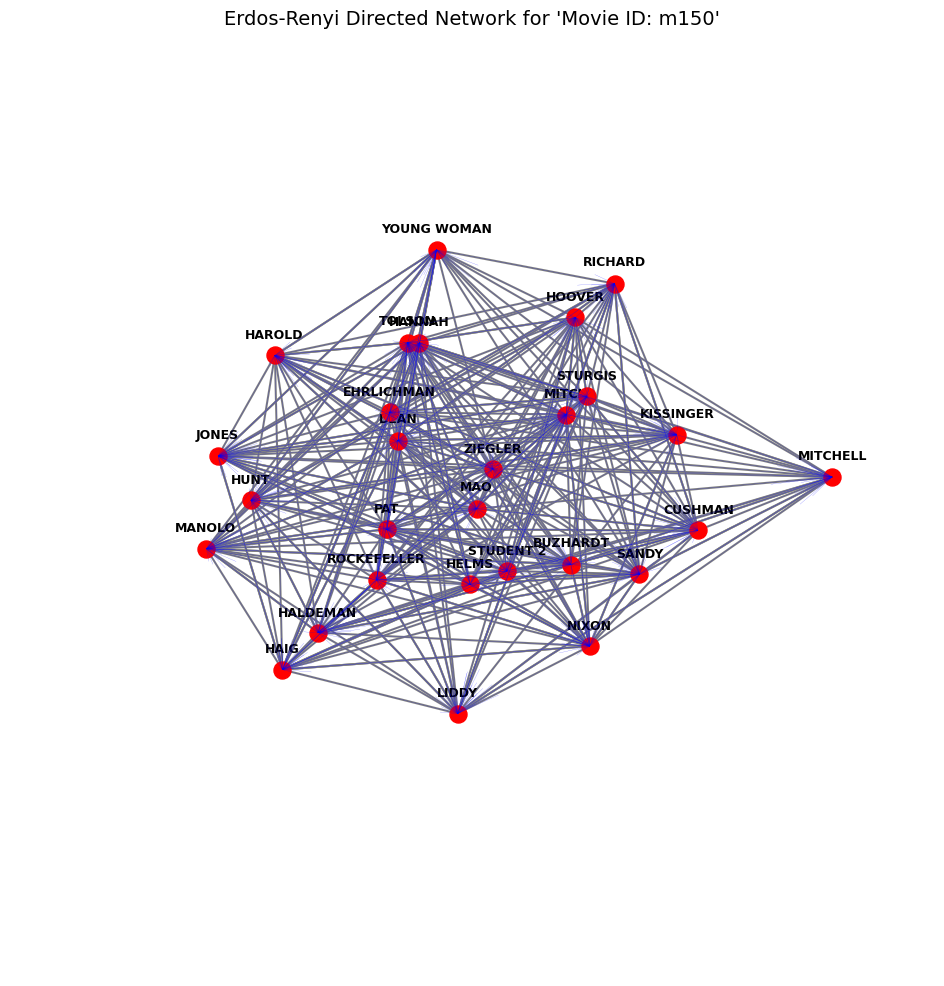 Erdos-Renyi Directed Network for 'Movie ID: m150'
YOUNG WOMAN
RICHARD
HOOVER
TOLSON
HANNAH
HAROLD
STURGIS
EHRLICHMAN
MITCH
KISSINGER
DEAN
JONES
ZIEGLER
MITCHELL
HUNT
MAO
PAT
CUSHMAN
MANOLO
BUZHARDT
STUDENT 2
SANDY
ROCKEFELLER
HELMS
HALDEMAN
NIXON
HAIG
LIDDY